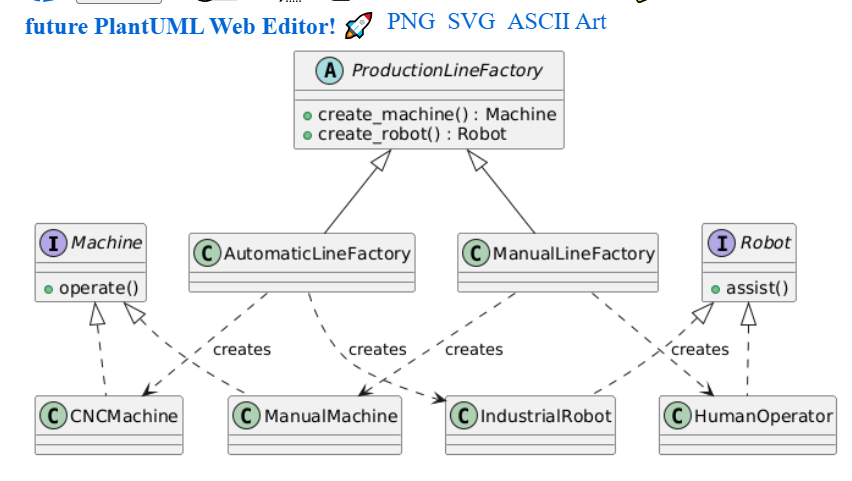 future PlantUML Web Editor! PNG SVG ASCII Art
A ProductionLineFactory
create_machine() : Machine
create_robot() : Robot
I Machine
operate()
C AutomaticLineFactory
C ManualLineFactory
I Robot
assist()
creates creates creates creates
C CNCMachine
C ManualMachine
C IndustrialRobot
C HumanOperator